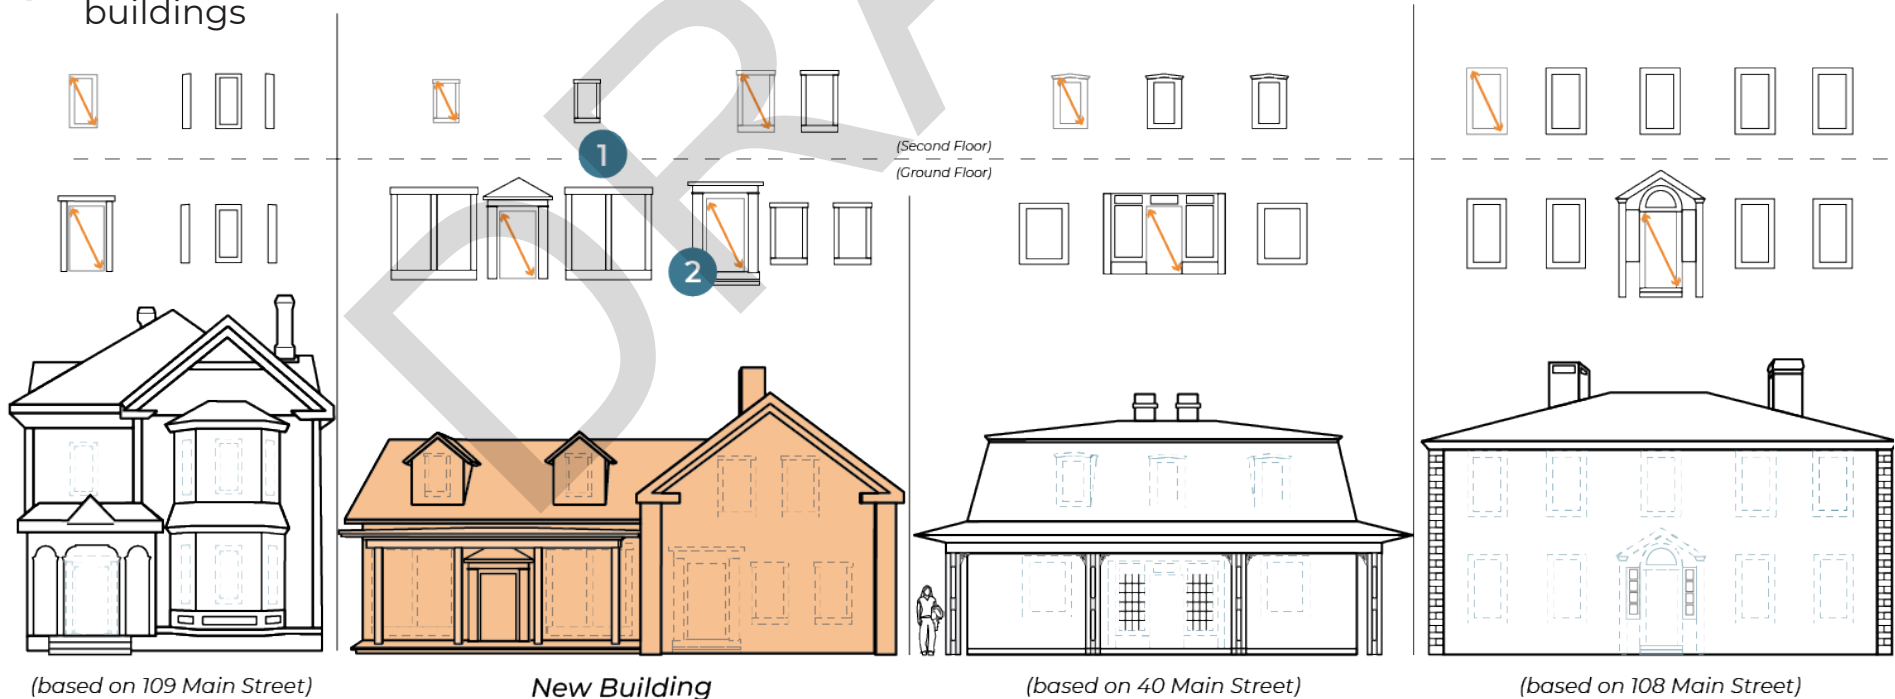 buildings
1
(Second Floor)
(Ground Floor)
2
(based on 109 Main Street)
New Building
(based on 40 Main Street)
(based on 108 Main Street)
DRA